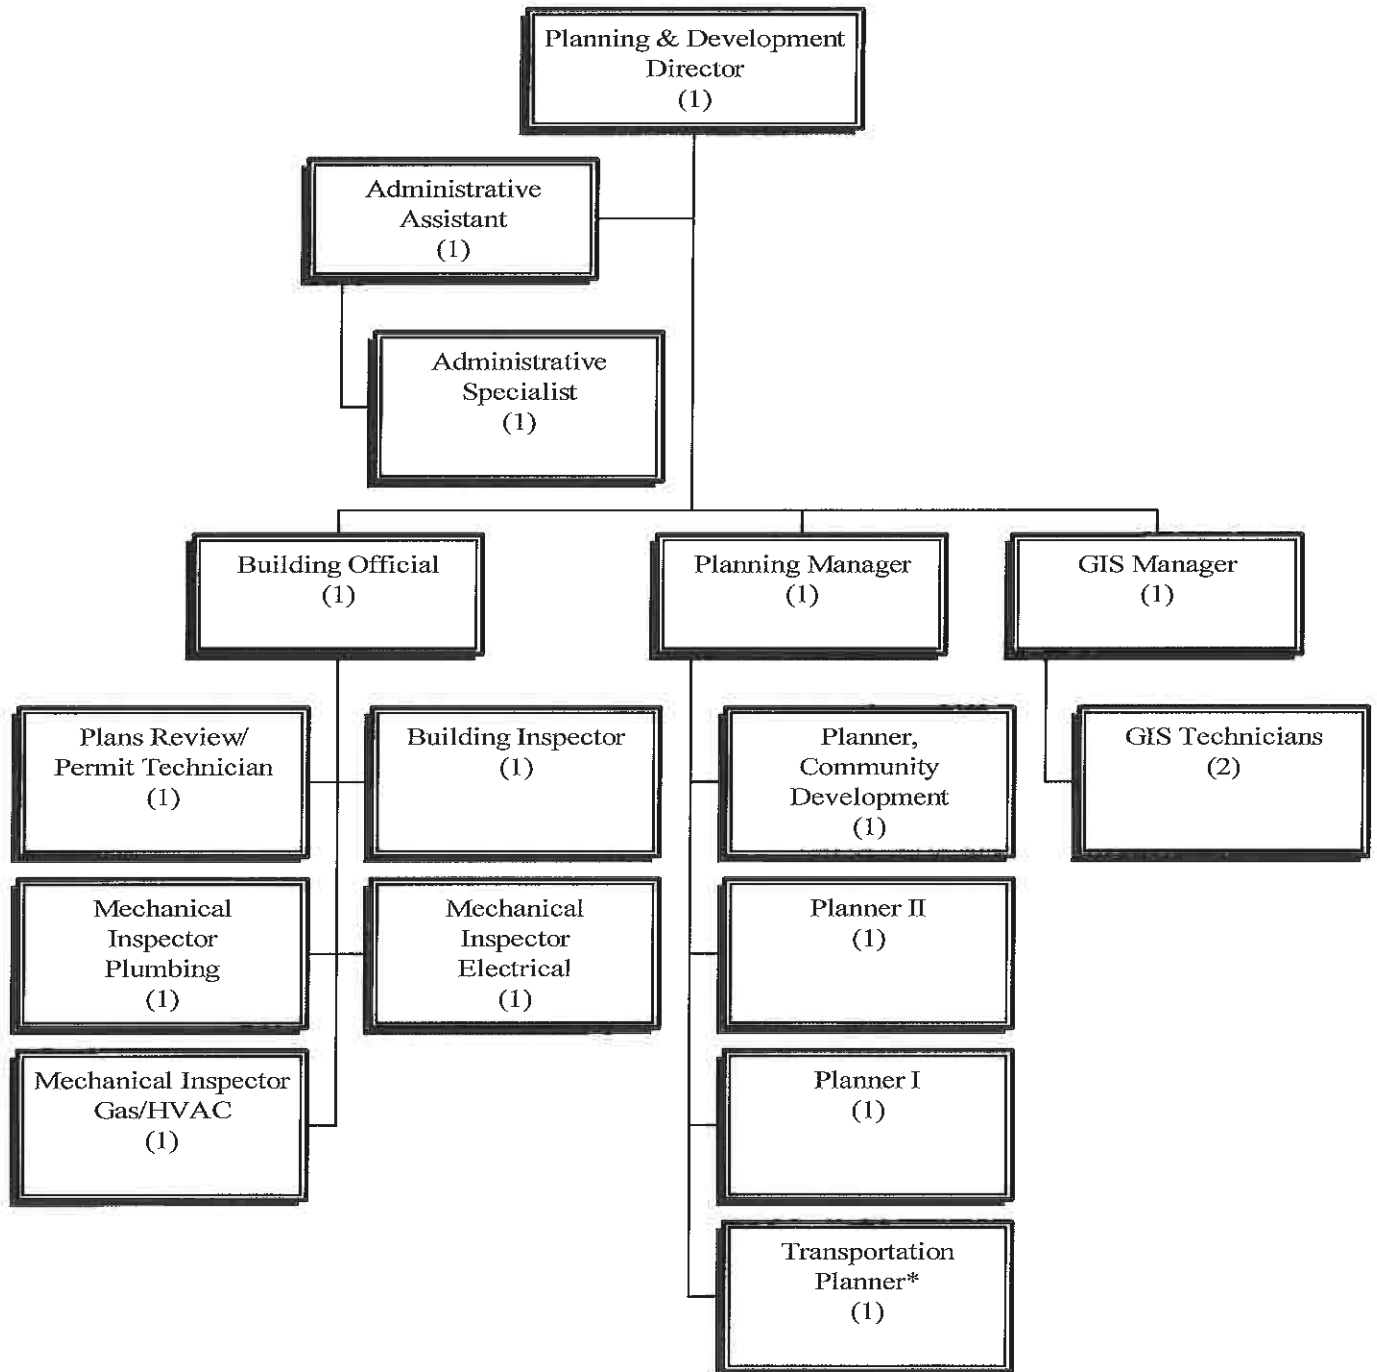 Planning & Development
Director
(1)
Administrative
Assistant
(1)
Administrative
Specialist
(1)
Building Official
(1)
Planning Manager
(1)
GIS Manager
(1)
Plans Review/
Permit Technician
(1)
Building Inspector
(1)
Planner,
Community
Development
(1)
GIS Technicians
(2)
Mechanical
Inspector
Plumbing
(1)
Mechanical
Inspector
Electrical
(1)
Planner II
(1)
Mechanical Inspector
Gas/HVAC
(1)
Planner I
(1)
Transportation
Planner*
(1)